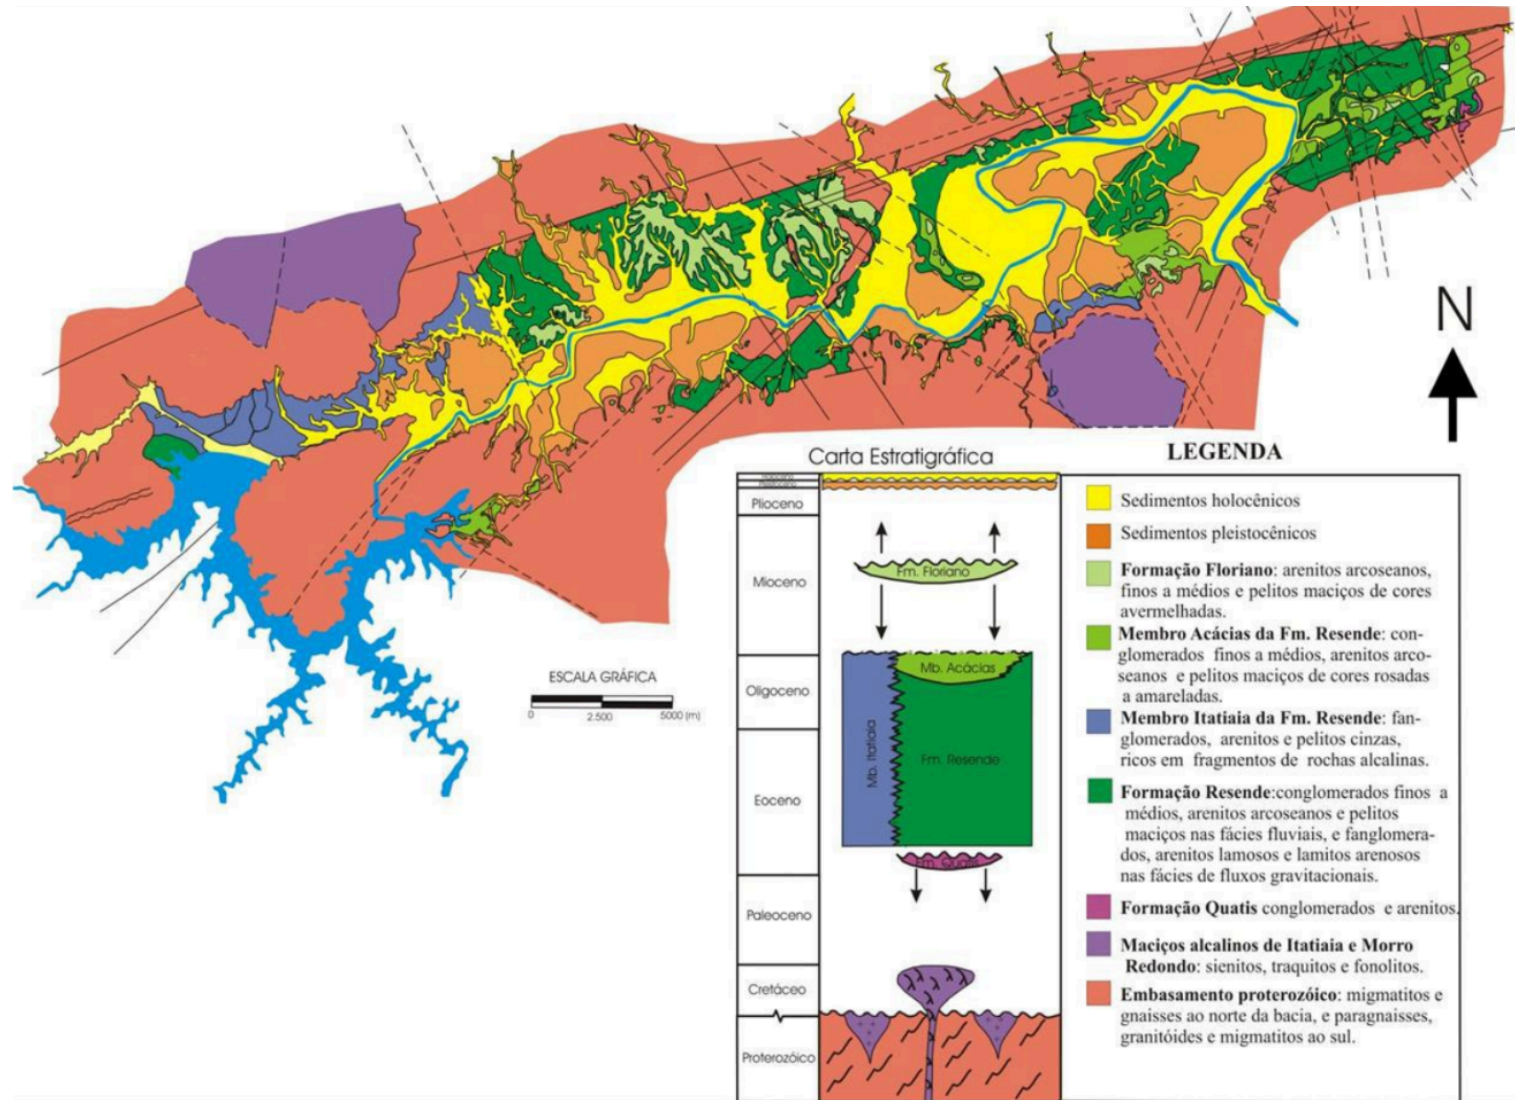 N
Carta Estratigráfica
LEGENDA
Plioceno
Mioceno
Oligoceno
Eoceno
Paleoceno
Cretáceo
Proterozóico
Fm. Floriano
Mb. Acácias
Mb. Itatiaia
Fm. Resende
Fm. Quatis
ESCALA GRÁFICA
0 2.500 5000 (m)
Sedimentos holocênicos
Sedimentos pleistocênicos
Formação Floriano: arenitos arcoseanos,
finos a médios e pelitos maciços de cores
avermelhadas.
Membro Acácias da Fm. Resende: con-
glomerados finos a médios, arenitos arco-
seanos e pelitos maciços de cores rosadas
a amareladas.
Membro Itatiaia da Fm. Resende: fan-
glomerados, arenitos e pelitos cinzas,
ricos em fragmentos de rochas alcalinas.
Formação Resende:conglomerados finos a
médios, arenitos arcoseanos e pelitos
maciços nas fácies fluviais, e fanglomera-
dos, arenitos lamosos e lamitos arenosos
nas fácies de fluxos gravitacionais.
Formação Quatis conglomerados e arenitos.
Maciços alcalinos de Itatiaia e Morro
Redondo: sienitos, traquitos e fonolitos.
Embasamento proterozóico: migmatitos e
gnaisses ao norte da bacia, e paragnaisses,
granitóides e migmatitos ao sul.